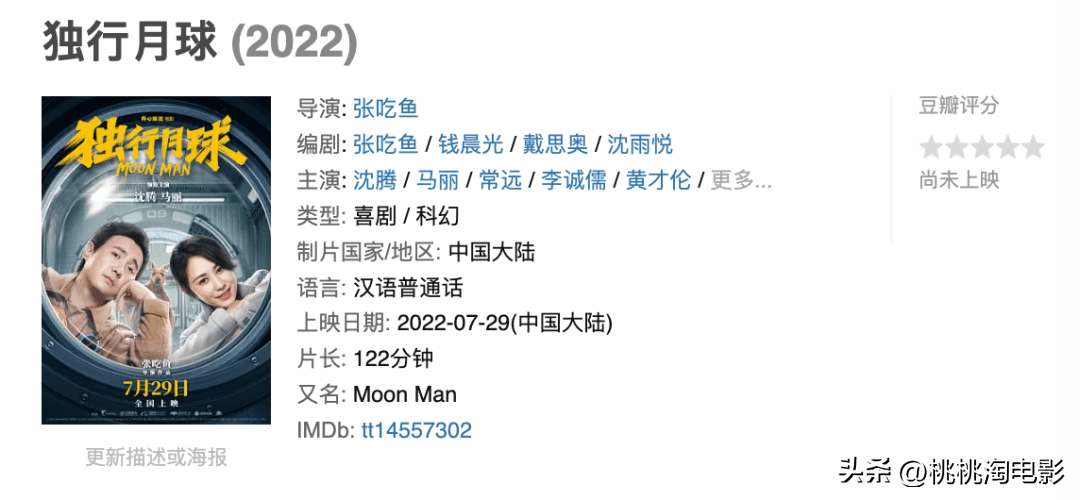 独行月球 (2022)
开心麻花 电影
独行月球
MOON MAN
领衔主演
沈腾 马丽
09
张吃鱼
导演作品
7月29日
全国上映
更新描述或海报
导演: 张吃鱼
编剧: 张吃鱼 / 钱晨光 / 戴思奥 / 沈雨悦
主演: 沈腾 / 马丽 / 常远 / 李诚儒 / 黄才伦 / 更多...
类型: 喜剧 / 科幻
制片国家/地区: 中国大陆
语言: 汉语普通话
上映日期: 2022-07-29(中国大陆)
片长: 122分钟
又名: Moon Man
IMDb: tt14557302
豆瓣评分
尚未上映
头条 @桃桃淘电影